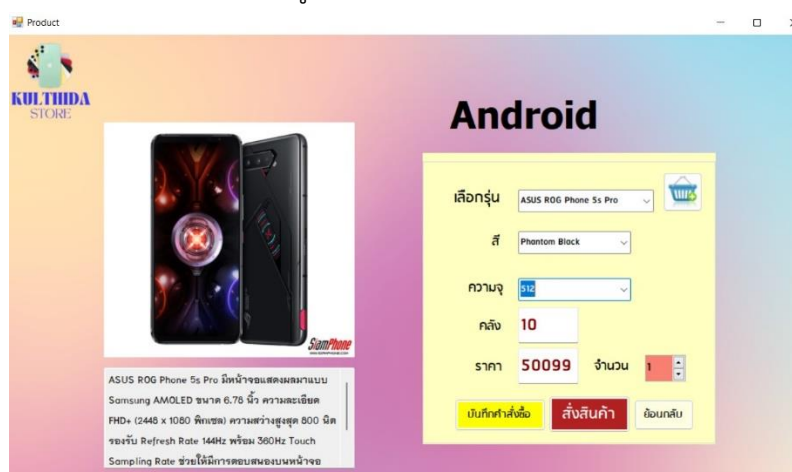 Product
KULTHIDA
STORE
Android
เลือกรุ่น ASUS ROG Phone 5s Pro
สี Phantom Black
ความจุ 512
คลัง 10
ราคา 50099 จำนวน 1
บันทึกคำสั่งซื้อ สั่งสินค้า ย้อนกลับ
SiamPhone
ASUS ROG Phone 5s Pro มีหน้าจอแสดงผลมาแบบ
Samsung AMOLED ขนาด 6.78 นิ้ว ความละเอียด
FHD+ (2448 x 1080 พิกเซล) ความสว่างสูงสุด 800 นิต
รองรับ Refresh Rate 144Hz พร้อม 360Hz Touch
Sampling Rate ช่วยให้มีการตอบสนองบนหน้าจอ